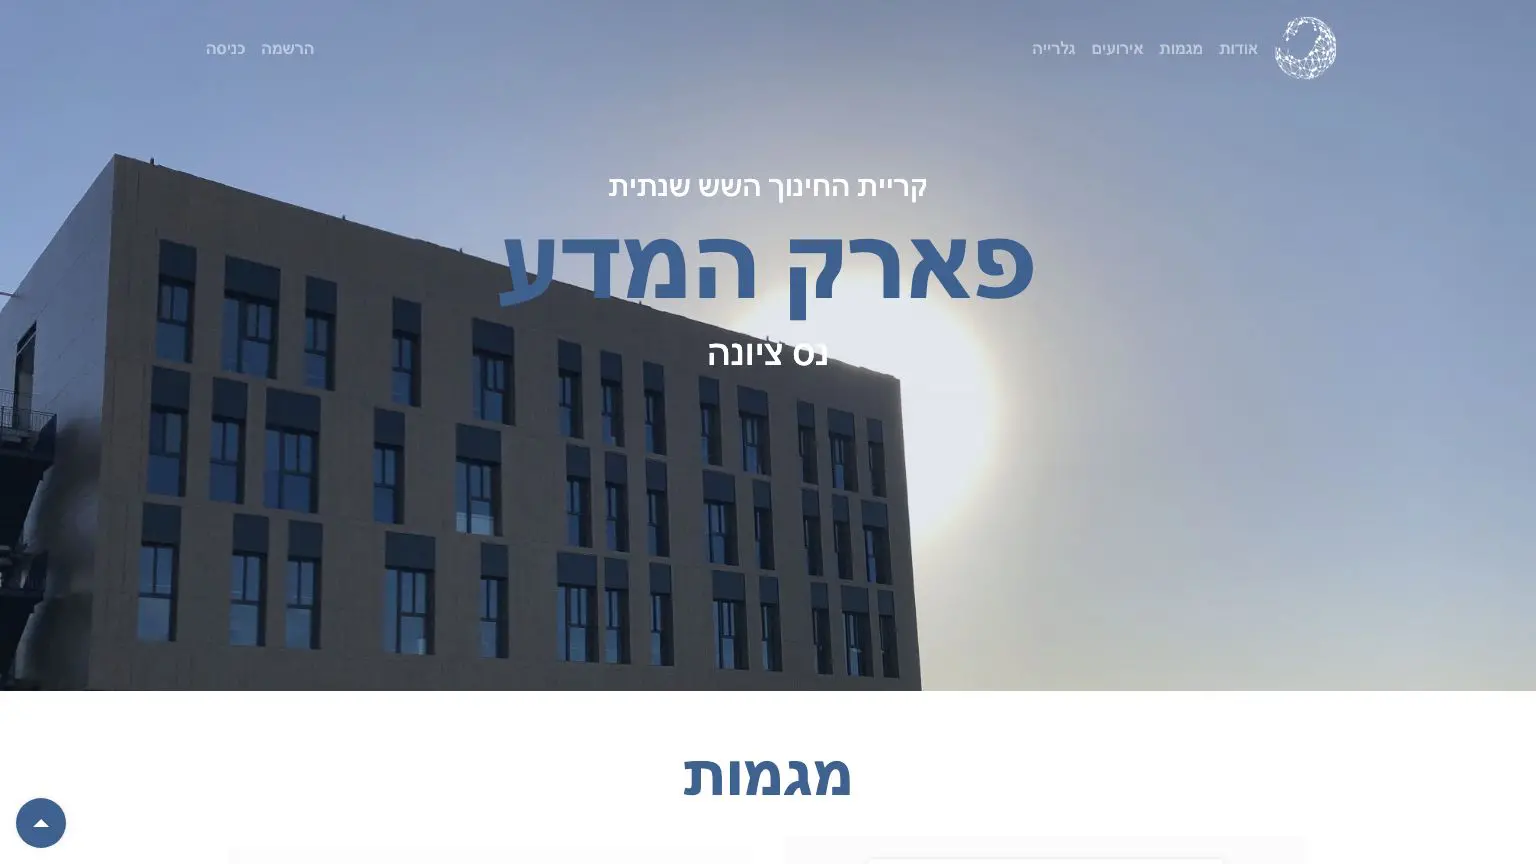 אודות מגמות אירועים גלרייה
הרשמה כניסה
קריית החינוך השש שנתית
פארק המדע
נס ציונה
מגמות